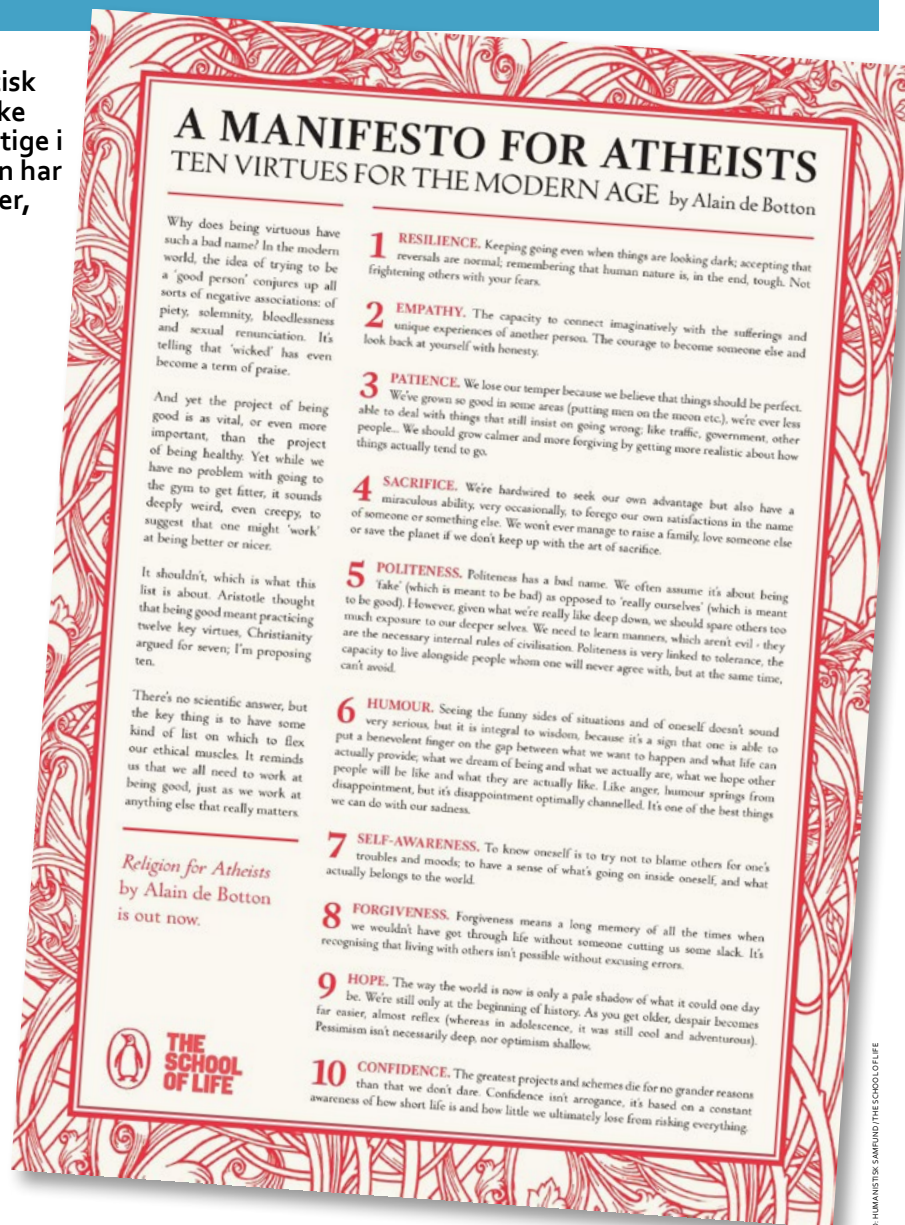 isk
ke
tige i
n har
er,
A MANIFESTO FOR ATHEISTS
TEN VIRTUES FOR THE MODERN AGE by Alain de Botton
Why does being virtuous have
such a bad name? In the modern
world, the idea of trying to be
a 'good person' conjures up all
sorts of negative associations: of
piety, solemnity, bloodlessness
and sexual renunciation. It's
telling that 'wicked' has even
become a term of praise.
And yet the project of being
good is as vital, or even more
important, than the project
of being healthy. Yet while we
have no problem with going to
the gym to get fitter, it sounds
deeply weird, even creepy, to
suggest that one might 'work'
at being better or nicer.
It shouldn't, which is what this
list is about. Aristotle thought
that being good meant practicing
twelve key virtues, Christianity
argued for seven; I'm proposing
ten.
There's no scientific answer, but
the key thing is to have some
kind of list on which to flex
our ethical muscles. It reminds
us that we all need to work at
being good, just as we work at
anything else that really matters.
Religion for Atheists
by Alain de Botton
is out now.
THE
SCHOOL
OF LIFE
1 RESILIENCE. Keeping going even when things are looking dark; accepting that
reversals are normal; remembering that human nature is, in the end, tough. Not
frightening others with your fears.
2 EMPATHY. The capacity to connect imaginatively with the sufferings and
unique experiences of another person. The courage to become someone else and
look back at yourself with honesty.
3 PATIENCE. We lose our temper because we believe that things should be perfect.
We've grown so good in some areas (putting men on the moon etc.), we're ever less
able to deal with things that still insist on going wrong; like traffic, government, other
people... We should grow calmer and more forgiving by getting more realistic about how
things actually tend to go.
4 SACRIFICE. We're hardwired to seek our own advantage but also have a
miraculous ability, very occasionally, to forego our own satisfactions in the name
of someone or something else. We won't ever manage to raise a family, love someone else
or save the planet if we don't keep up with the art of sacrifice.
5 POLITENESS. Politeness has a bad name. We often assume it's about being
'fake' (which is meant to be bad) as opposed to 'really ourselves' (which is meant
to be good). However, given what we're really like deep down, we should spare others too
much exposure to our deeper selves. We need to learn manners, which aren't evil - they
are the necessary internal rules of civilisation. Politeness is very linked to tolerance, the
capacity to live alongside people whom one will never agree with, but at the same time,
can't avoid.
6 HUMOUR. Seeing the funny sides of situations and of oneself doesn't sound
very serious, but it is integral to wisdom, because it's a sign that one is able to
put a benevolent finger on the gap between what we want to happen and what life can
actually provide; what we dream of being and what we actually are, what we hope other
people will be like and what they are actually like. Like anger, humour springs from
disappointment, but it's disappointment optimally channelled. It's one of the best things
we can do with our sadness.
7 SELF-AWARENESS. To know oneself is to try not to blame others for one's
troubles and moods; to have a sense of what's going on inside oneself, and what
actually belongs to the world.
8 FORGIVENESS. Forgiveness means a long memory of all the times when
we wouldn't have got through life without someone cutting us some slack. It's
recognising that living with others isn't possible without excusing errors.
9 HOPE. The way the world is now is only a pale shadow of what it could one day
be. We're still only at the beginning of history. As you get older, despair becomes
far easier, almost reflex (whereas in adolescence, it was still cool and adventurous).
Pessimism isn't necessarily deep, nor optimism shallow.
10 CONFIDENCE. The greatest projects and schemes die for no grander reasons
than that we don't dare. Confidence isn't arrogance, it's based on a constant
awareness of how short life is and how little we ultimately lose from risking everything.
: HUMANISTISK SAMFUND / THE SCHOOL OF LIFE